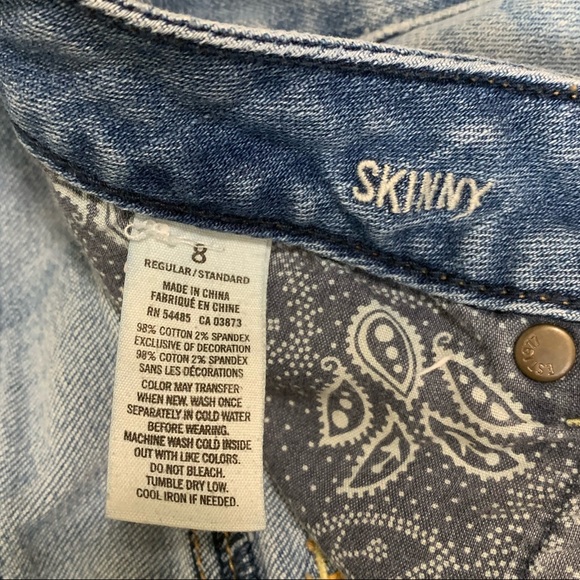 SKINNY
8
REGULAR/STANDARD
MADE IN CHINA
FABRIQUÉ EN CHINE
RN 54485 CA 03873
98% COTTON 2% SPANDEX
EXCLUSIVE OF DECORATION
98% COTON 2% SPANDEX
SANS LES DÉCORATIONS
COLOR MAY TRANSFER
WHEN NEW. WASH ONCE
SEPARATELY IN COLD WATER
BEFORE WEARING.
MACHINE WASH COLD INSIDE
OUT WITH LIKE COLORS.
DO NOT BLEACH.
TUMBLE DRY LOW.
COOL IRON IF NEEDED.